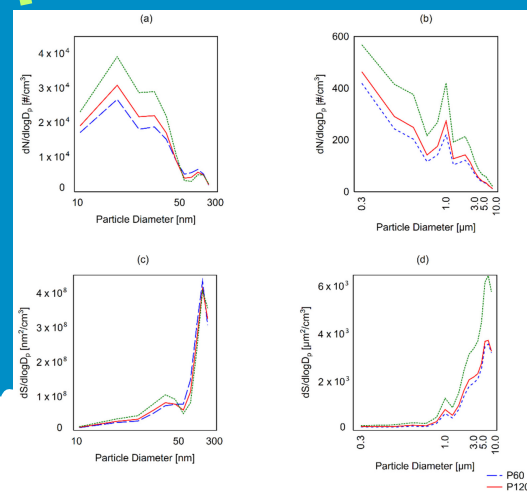 (a)
dN/dlogDp [#/cm³]
4 x 10⁴
3 x 10⁴
2 x 10⁴
1 x 10⁴
0
10
50
300
Particle Diameter [nm]
(b)
dN/dlogDp [#/cm³]
600
400
200
0
0.3
1.0
3.0
5.0
10.0
Particle Diameter [µm]
(c)
dS/dlogDp [nm²/cm³]
4 x 10⁸
3 x 10⁸
2 x 10⁸
1 x 10⁸
0
10
50
300
Particle Diameter [nm]
(d)
dS/dlogDp [µm²/cm³]
6 x 10³
4 x 10³
2 x 10³
0
0.3
1.0
3.0
5.0
10.0
Particle Diameter [µm]
P60
P120